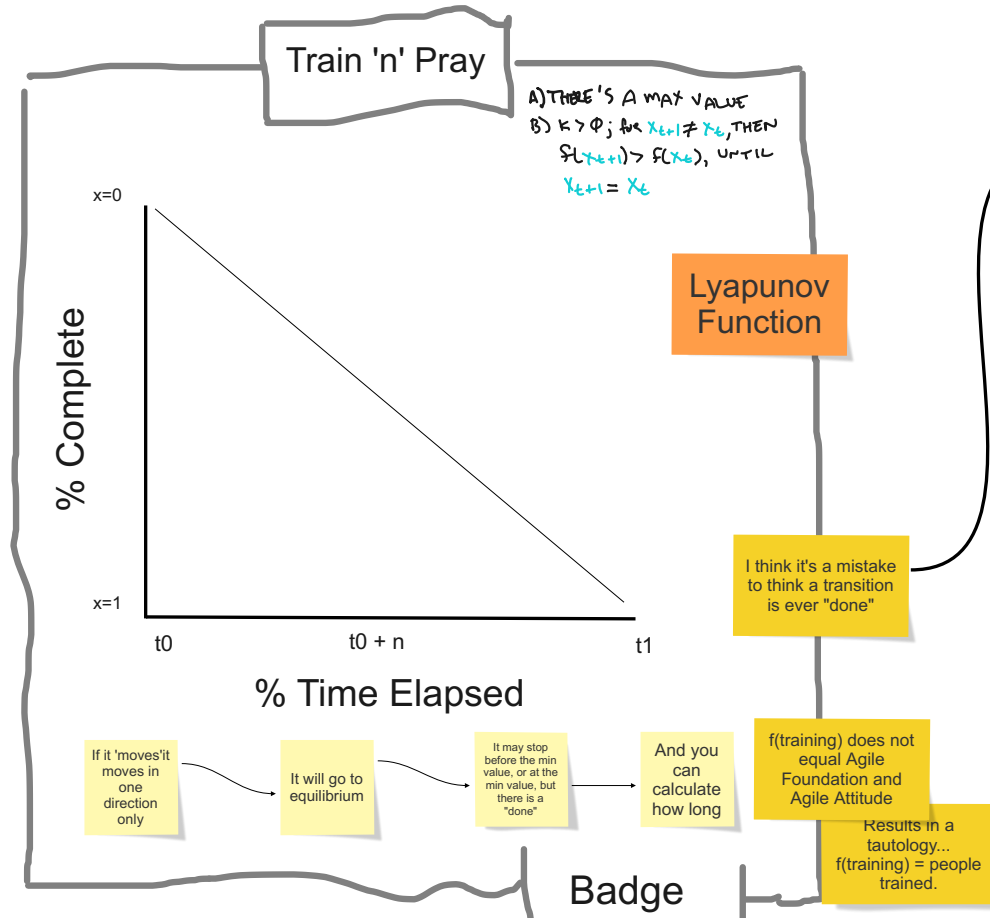 Train 'n' Pray
A) THERE'S A MAX VALUE
B) K > Φ; for xt+1 ≠ xt, THEN
f(xt+1) > f(xt), UNTIL
xt+1 = xt
x=0
Lyapunov
Function
% Complete
I think it's a mistake
to think a transition
is ever "done"
x=1
t0
t0 + n
t1
% Time Elapsed
If it 'moves'it
moves in
one
direction
only
It will go to
equilibrium
It may stop
before the min
value, or at the
min value, but
there is a
"done"
And you
can
calculate
how long
f(training) does not
equal Agile
Foundation and
Agile Attitude
Results in a
tautology...
f(training) = people
trained.
Badge